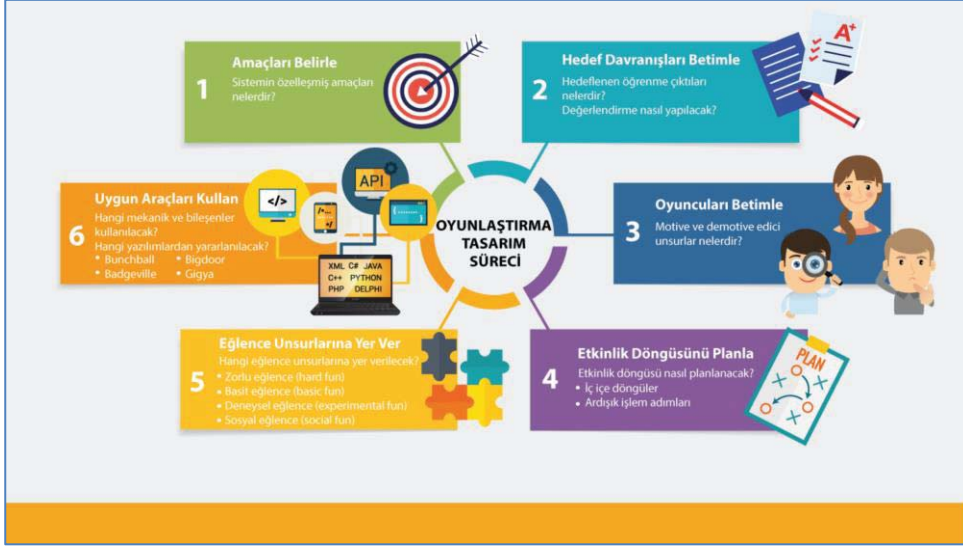 OYUNLAŞTIRMA
TASARIM
SÜRECİ
1
Amaçları Belirle
Sistemin özelleşmiş amaçları
nelerdir?
2
Hedef Davranışları Betimle
Hedeflenen öğrenme çıktıları
nelerdir?
Değerlendirme nasıl yapılacak?
A+
3
Oyuncuları Betimle
Motive ve demotive edici
unsurlar nelerdir?
4
Etkinlik Döngüsünü Planla
Etkinlik döngüsü nasıl planlanacak?
• İç içe döngüler
• Ardışık işlem adımları
PLAN
5
Eğlence Unsurlarına Yer Ver
Hangi eğlence unsurlarına yer verilecek?
• Zorlu eğlence (hard fun)
• Basit eğlence (basic fun)
• Deneysel eğlence (experimental fun)
• Sosyal eğlence (social fun)
6
Uygun Araçları Kullan
Hangi mekanik ve bileşenler
kullanılacak?
Hangi yazılımlardan yararlanılacak?
• Bunchball • Bigdoor
• Badgeville • Gigya
</>
API
XML C# JAVA
C++ PYTHON
PHP DELPHI